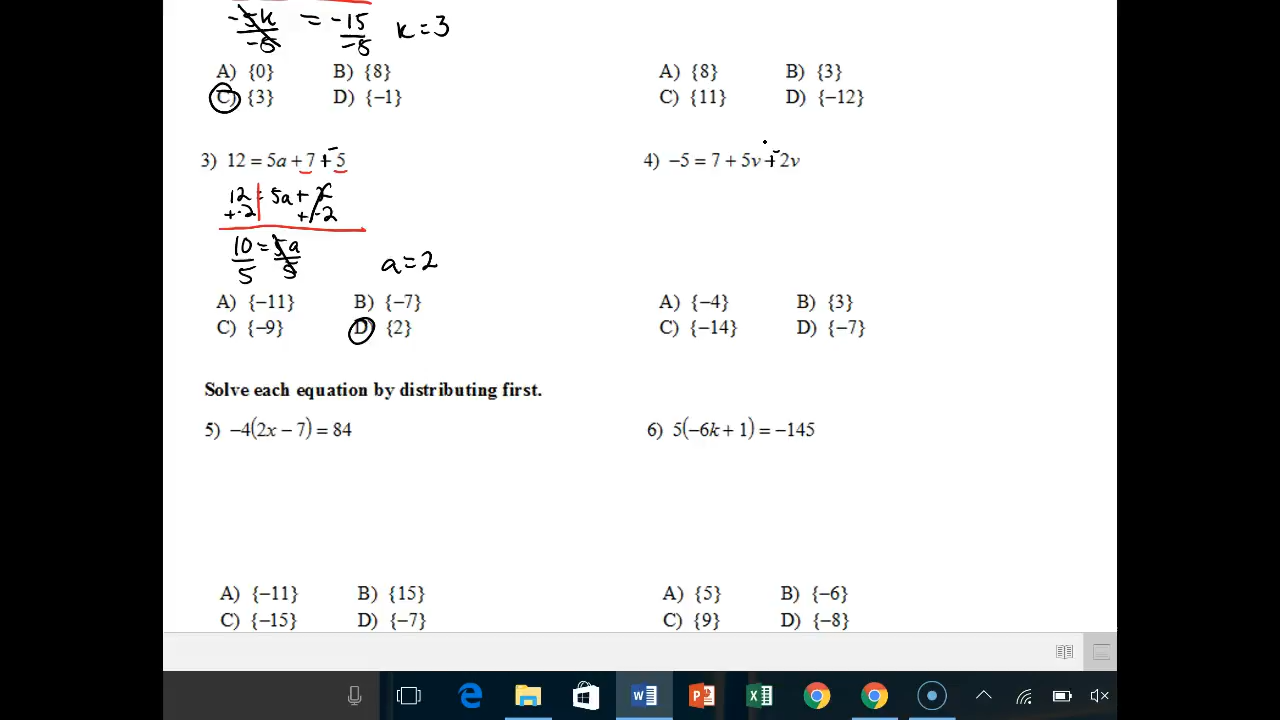 -5k/-5 = -15/-5 k = 3
A) {0} B) {8}
C) {3} D) {−1}
A) {8} B) {3}
C) {11} D) {−12}
3) 12 = 5a + 7 + -5
12 = 5a + 2
+ -2 + -2
10/5 = 5a/5
a = 2
A) {−11} B) {−7}
C) {−9} D) {2}
4) −5 = 7 + 5v + -2v
A) {−4} B) {3}
C) {−14} D) {−7}
Solve each equation by distributing first.
5) −4(2x − 7) = 84
A) {−11} B) {15}
C) {−15} D) {−7}
6) 5(−6k + 1) = −145
A) {5} B) {−6}
C) {9} D) {−8}